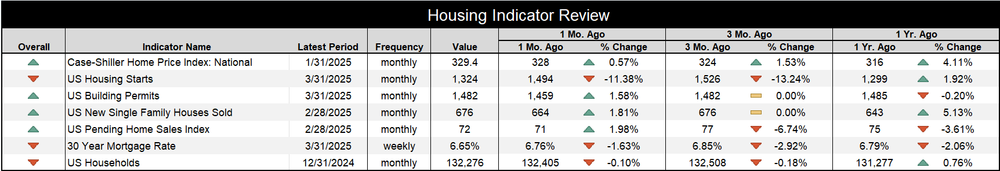 Housing Indicator Review
1 Mo. Ago 3 Mo. Ago 1 Yr. Ago
Overall Indicator Name Latest Period Frequency Value 1 Mo. Ago % Change 3 Mo. Ago % Change 1 Yr. Ago % Change
Case-Shiller Home Price Index: National 1/31/2025 monthly 329.4 328 0.57% 324 1.53% 316 4.11%
US Housing Starts 3/31/2025 monthly 1,324 1,494 -11.38% 1,526 -13.24% 1,299 1.92%
US Building Permits 3/31/2025 monthly 1,482 1,459 1.58% 1,482 0.00% 1,485 -0.20%
US New Single Family Houses Sold 2/28/2025 monthly 676 664 1.81% 676 0.00% 643 5.13%
US Pending Home Sales Index 2/28/2025 monthly 72 71 1.98% 77 -6.74% 75 -3.61%
30 Year Mortgage Rate 3/31/2025 weekly 6.65% 6.76% -1.63% 6.85% -2.92% 6.79% -2.06%
US Households 12/31/2024 monthly 132,276 132,405 -0.10% 132,508 -0.18% 131,277 0.76%